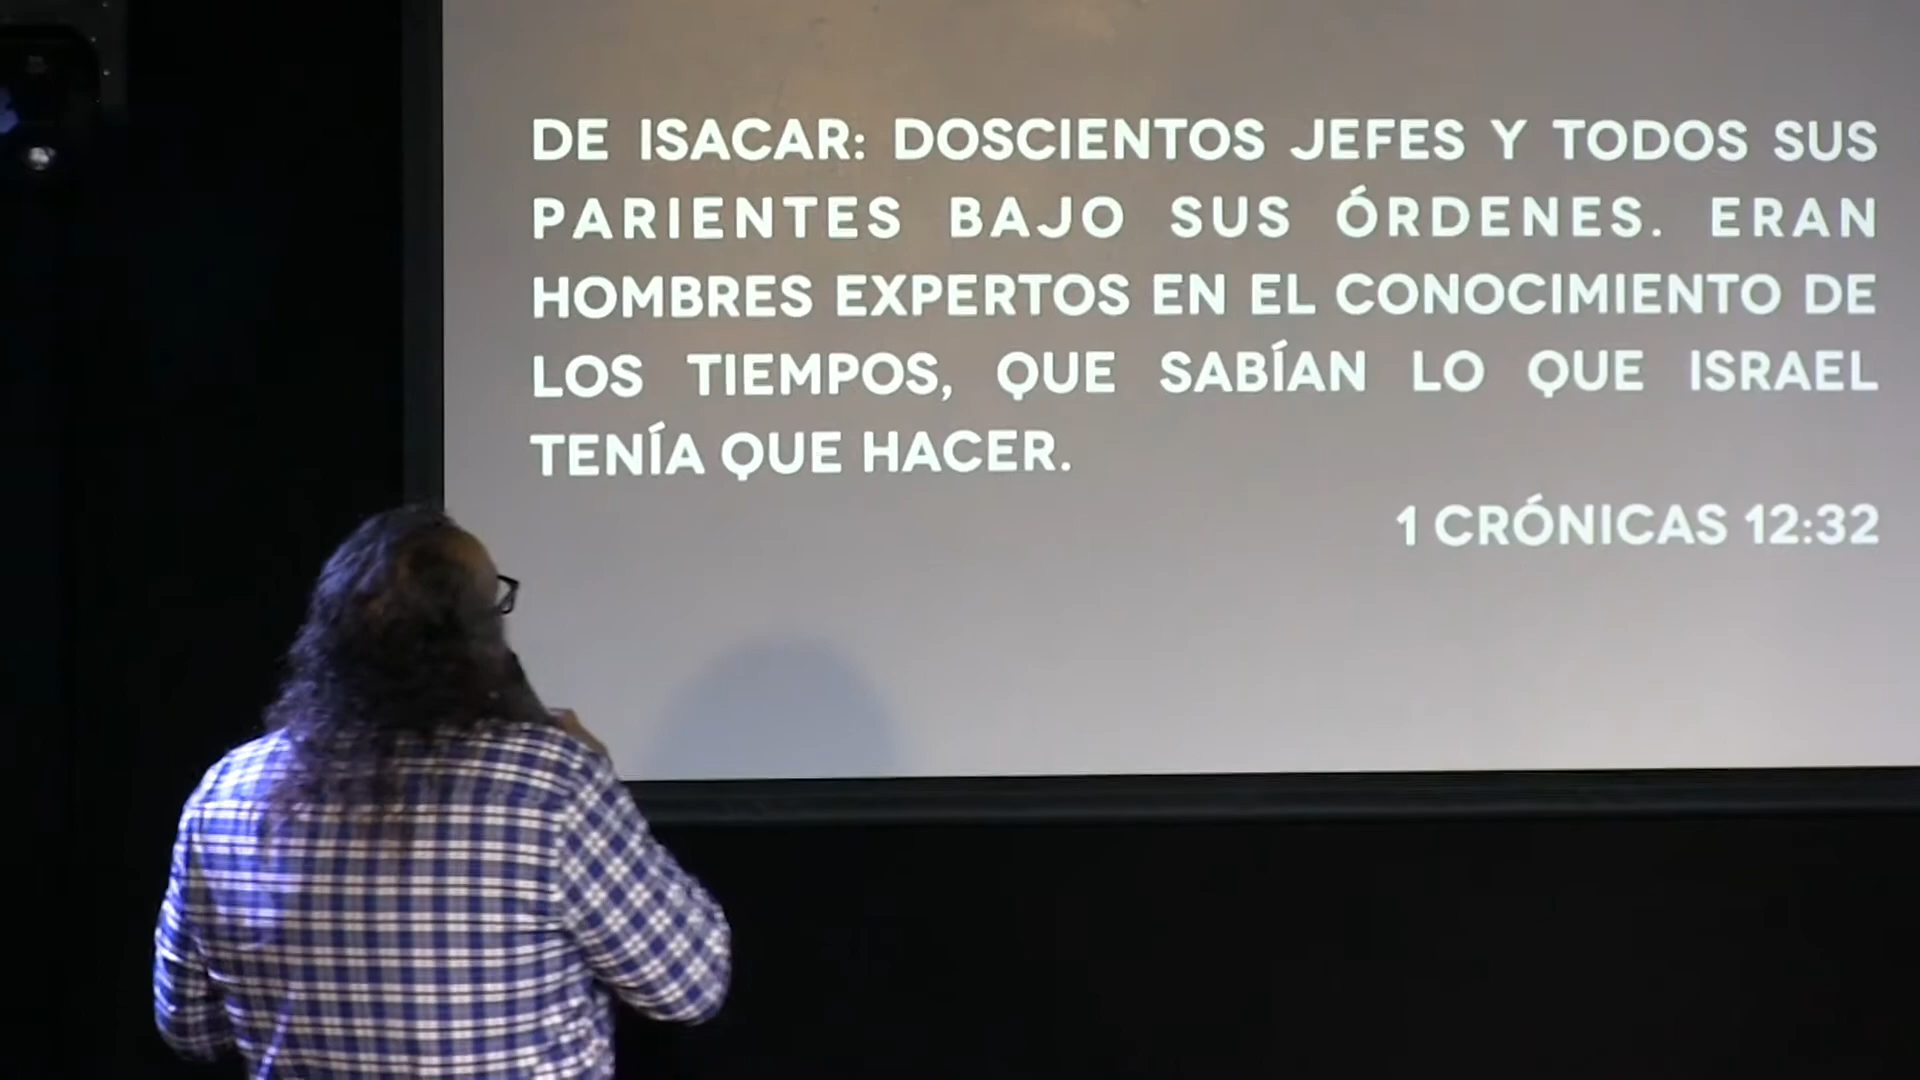 DE ISACAR: DOSCIENTOS JEFES Y TODOS SUS
PARIENTES BAJO SUS ÓRDENES. ERAN
HOMBRES EXPERTOS EN EL CONOCIMIENTO DE
LOS TIEMPOS, QUE SABÍAN LO QUE ISRAEL
TENÍA QUE HACER.
1 CRÓNICAS 12:32